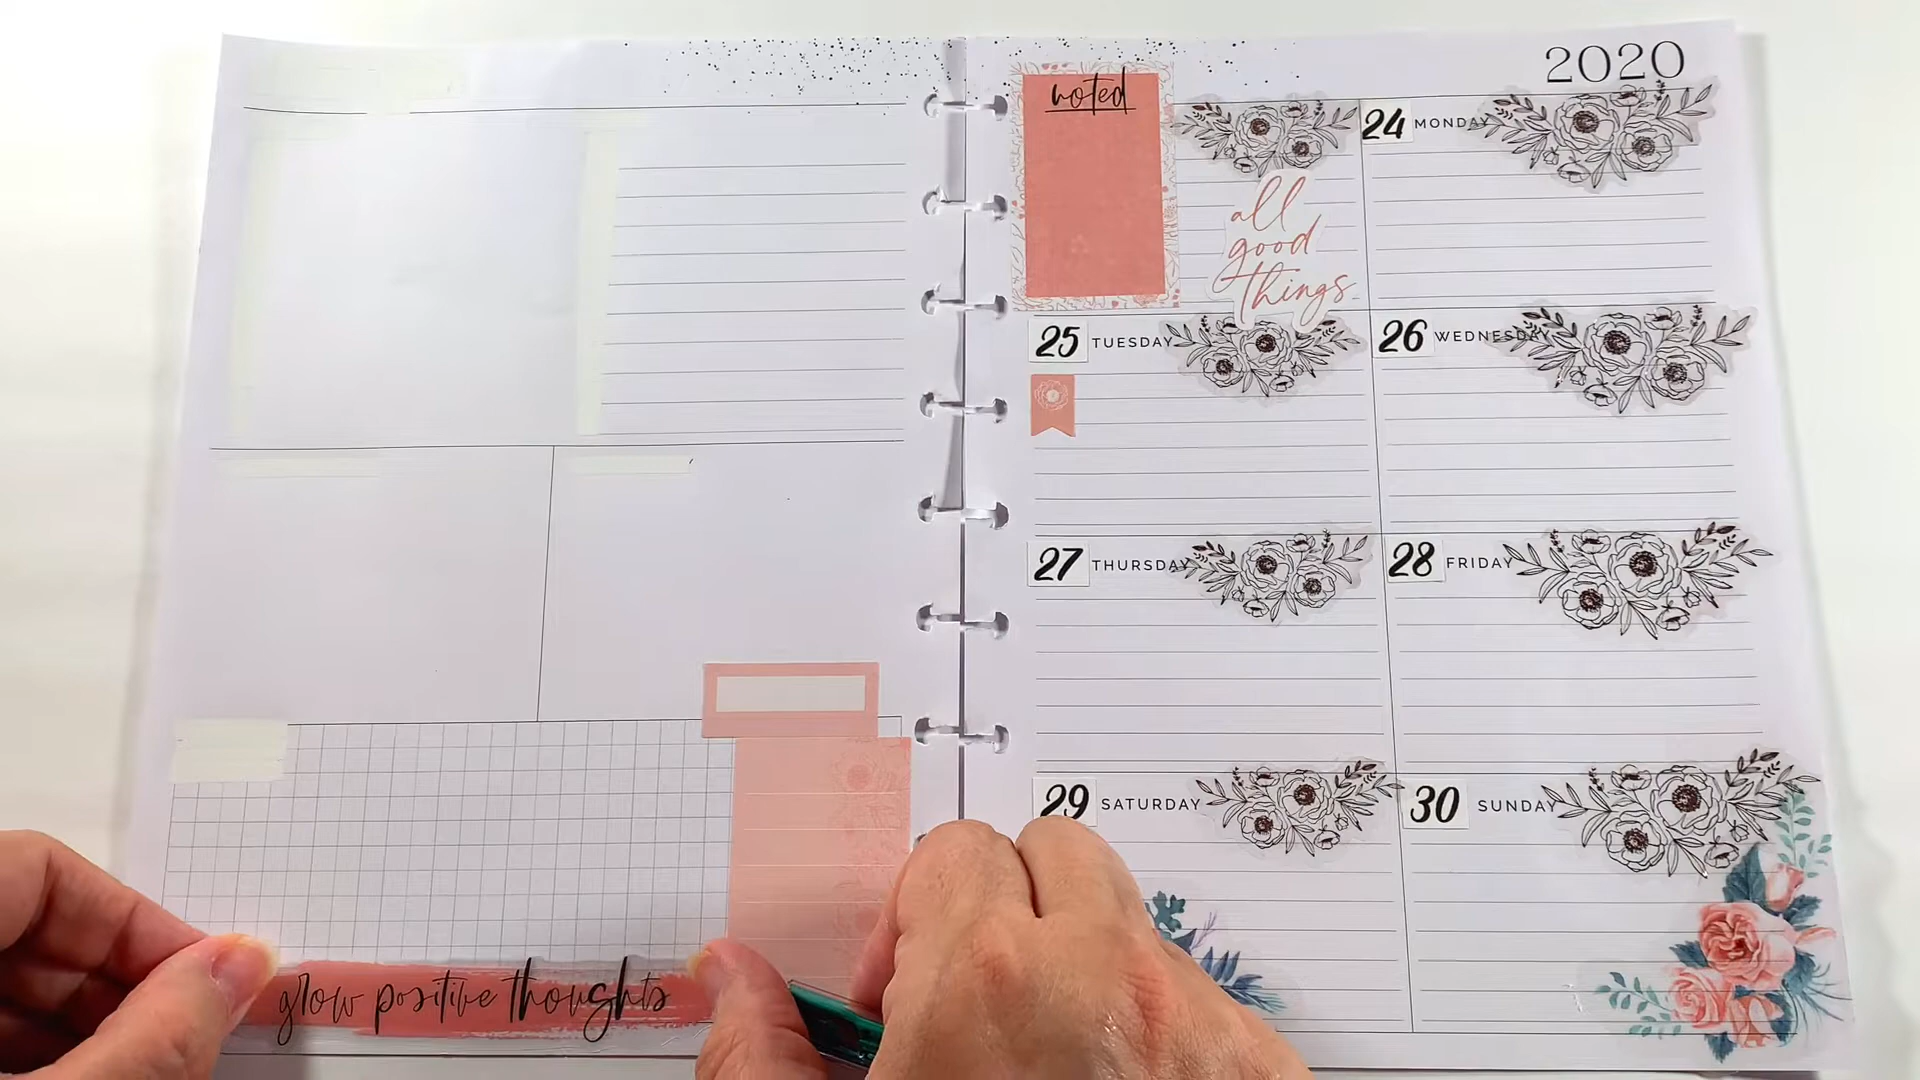 2020
noted
24 MONDAY
all
good
things
25 TUESDAY
26 WEDNESDAY
27 THURSDAY
28 FRIDAY
29 SATURDAY
30 SUNDAY
grow positive thoughts